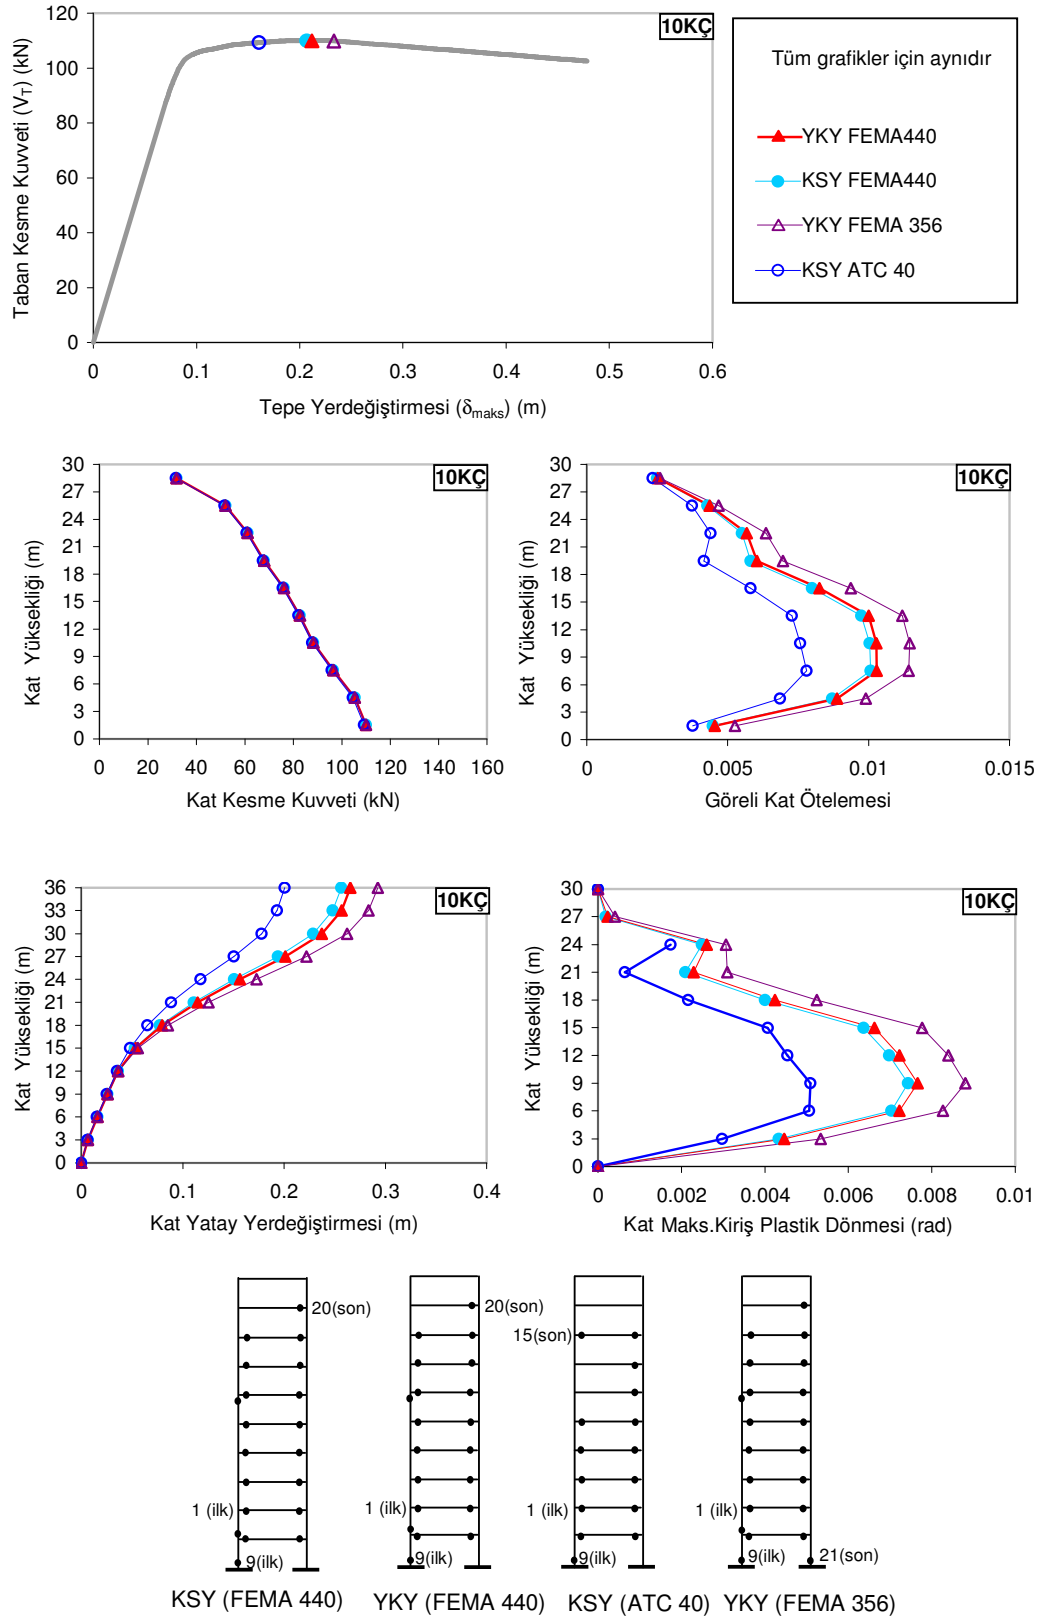 10KÇ
Taban Kesme Kuvveti (V_T) (kN)
120
100
80
60
40
20
0
0 0.1 0.2 0.3 0.4 0.5 0.6
Tepe Yerdeğiştirmesi (δmaks) (m)
Tüm grafikler için aynıdır
YKY FEMA440
KSY FEMA440
YKY FEMA 356
KSY ATC 40
10KÇ
Kat Yüksekliği (m)
30
27
24
21
18
15
12
9
6
3
0
0 20 40 60 80 100 120 140 160
Kat Kesme Kuvveti (kN)
10KÇ
Kat Yüksekliği (m)
30
27
24
21
18
15
12
9
6
3
0
0 0.005 0.01 0.015
Göreli Kat Ötelemesi
10KÇ
Kat Yüksekliği (m)
36
33
30
27
24
21
18
15
12
9
6
3
0
0 0.1 0.2 0.3 0.4
Kat Yatay Yerdeğiştirmesi (m)
10KÇ
Kat Yüksekliği (m)
30
27
24
21
18
15
12
9
6
3
0
0 0.002 0.004 0.006 0.008 0.01
Kat Maks.Kiriş Plastik Dönmesi (rad)
20(son)
1 (ilk)
9(ilk)
KSY (FEMA 440)
20(son)
1 (ilk)
9(ilk)
YKY (FEMA 440)
15(son)
1 (ilk)
9(ilk)
KSY (ATC 40)
1 (ilk)
9(ilk)
21(son)
YKY (FEMA 356)